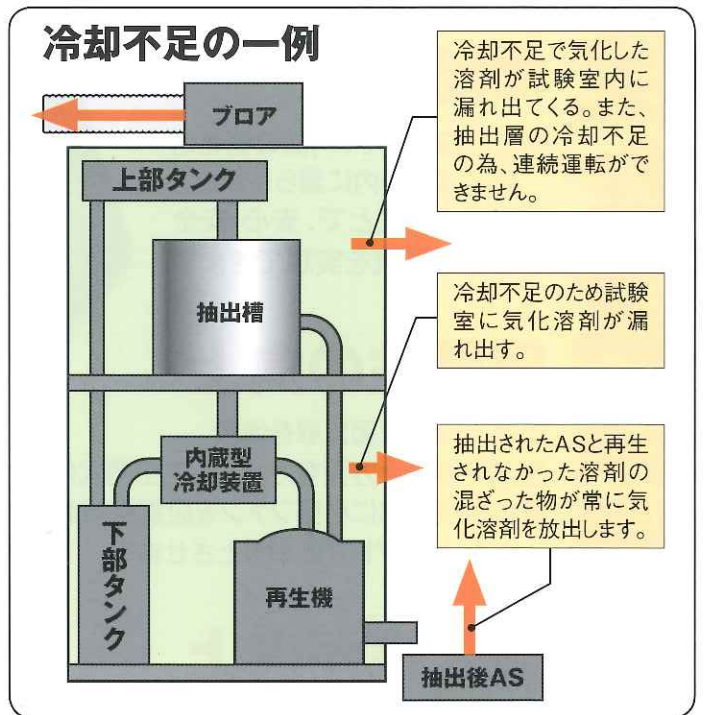 冷却不足の一例
ブロア
上部タンク
抽出槽
内蔵型
冷却装置
下部タンク
再生機
抽出後AS
冷却不足で気化した
溶剤が試験室内に
漏れ出てくる。また、
抽出層の冷却不足
の為、連続運転がで
きません。
冷却不足のため試験
室に気化溶剤が漏
れ出す。
抽出されたASと再生
されなかった溶剤の
混ざった物が常に気
化溶剤を放出します。